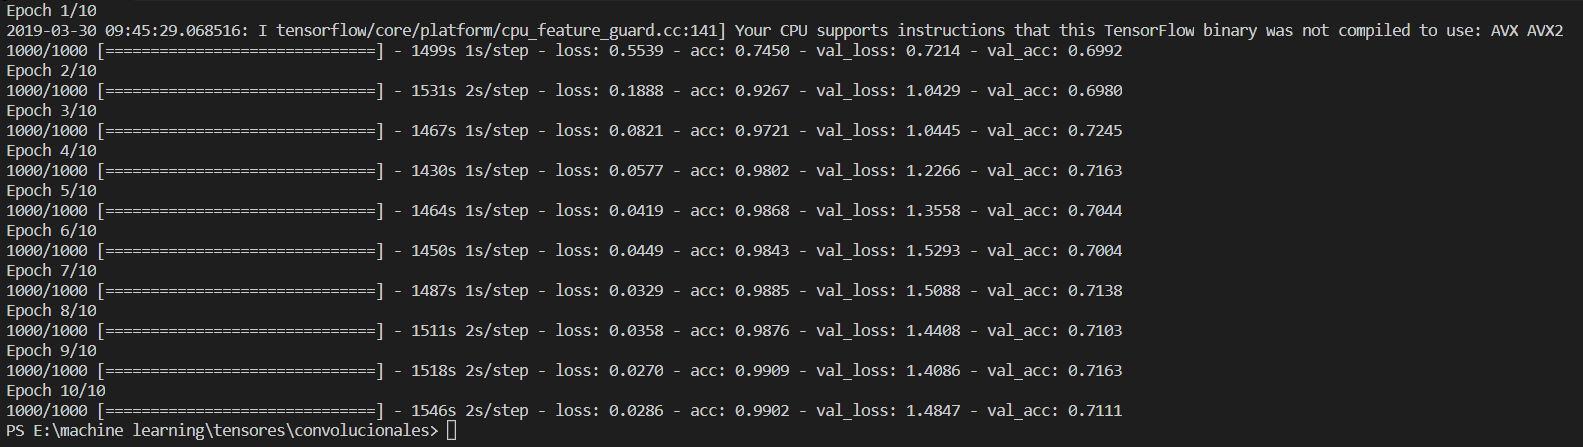 Epoch 1/10
2019-03-30 09:45:29.068516: I tensorflow/core/platform/cpu_feature_guard.cc:141] Your CPU supports instructions that this TensorFlow binary was not compiled to use: AVX AVX2
1000/1000 [==============================] - 1499s 1s/step - loss: 0.5539 - acc: 0.7450 - val_loss: 0.7214 - val_acc: 0.6992
Epoch 2/10
1000/1000 [==============================] - 1531s 2s/step - loss: 0.1888 - acc: 0.9267 - val_loss: 1.0429 - val_acc: 0.6980
Epoch 3/10
1000/1000 [==============================] - 1467s 1s/step - loss: 0.0821 - acc: 0.9721 - val_loss: 1.0445 - val_acc: 0.7245
Epoch 4/10
1000/1000 [==============================] - 1430s 1s/step - loss: 0.0577 - acc: 0.9802 - val_loss: 1.2266 - val_acc: 0.7163
Epoch 5/10
1000/1000 [==============================] - 1464s 1s/step - loss: 0.0419 - acc: 0.9868 - val_loss: 1.3558 - val_acc: 0.7044
Epoch 6/10
1000/1000 [==============================] - 1450s 1s/step - loss: 0.0449 - acc: 0.9843 - val_loss: 1.5293 - val_acc: 0.7004
Epoch 7/10
1000/1000 [==============================] - 1487s 1s/step - loss: 0.0329 - acc: 0.9885 - val_loss: 1.5088 - val_acc: 0.7138
Epoch 8/10
1000/1000 [==============================] - 1511s 2s/step - loss: 0.0358 - acc: 0.9876 - val_loss: 1.4408 - val_acc: 0.7103
Epoch 9/10
1000/1000 [==============================] - 1518s 2s/step - loss: 0.0270 - acc: 0.9909 - val_loss: 1.4086 - val_acc: 0.7163
Epoch 10/10
1000/1000 [==============================] - 1546s 2s/step - loss: 0.0286 - acc: 0.9902 - val_loss: 1.4847 - val_acc: 0.7111
PS E:\machine learning\tensores\convolucionales>